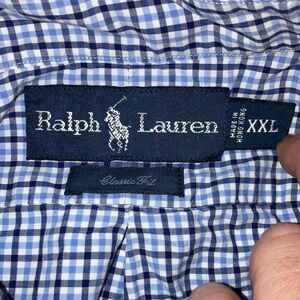 Ralph Lauren
MADE IN
HONG KONG
XXL
Classic Fit